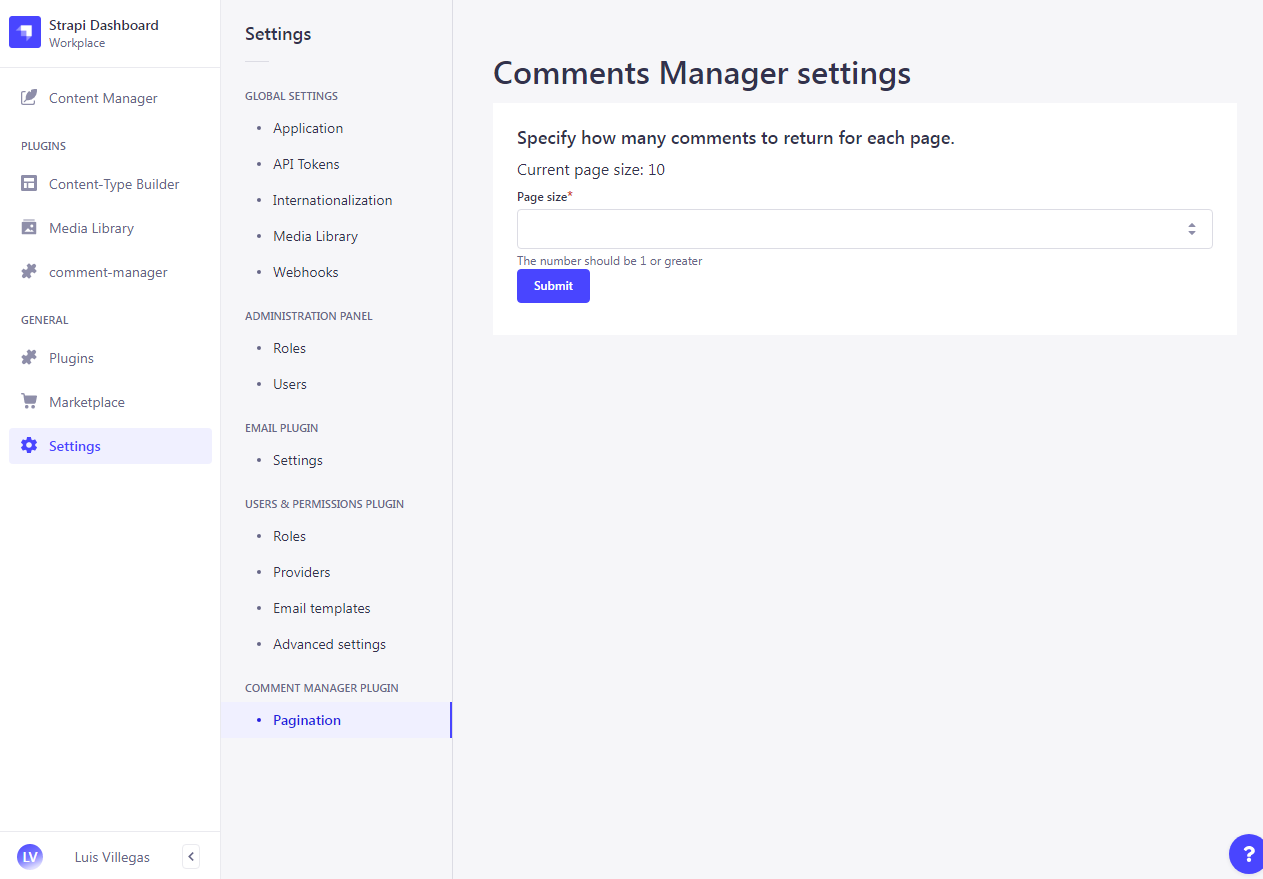 Strapi Dashboard
Workplace
Content Manager
PLUGINS
Content-Type Builder
Media Library
comment-manager
GENERAL
Plugins
Marketplace
Settings
LV
Luis Villegas
Settings
GLOBAL SETTINGS
• Application
• API Tokens
• Internationalization
• Media Library
• Webhooks
ADMINISTRATION PANEL
• Roles
• Users
EMAIL PLUGIN
• Settings
USERS & PERMISSIONS PLUGIN
• Roles
• Providers
• Email templates
• Advanced settings
COMMENT MANAGER PLUGIN
• Pagination
Comments Manager settings
Specify how many comments to return for each page.
Current page size: 10
Page size*
The number should be 1 or greater
Submit
?